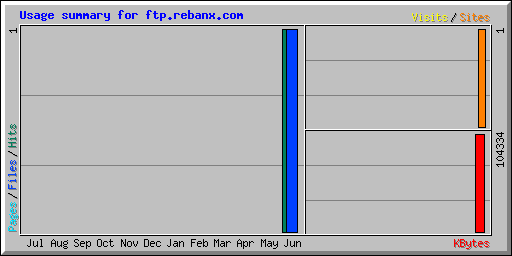 Usage summary for ftp.rebanx.com
Visits/Sites
1
1
Pages/Files/Hits
104334
Jul Aug Sep Oct Nov Dec Jan Feb Mar Apr May Jun
KBytes